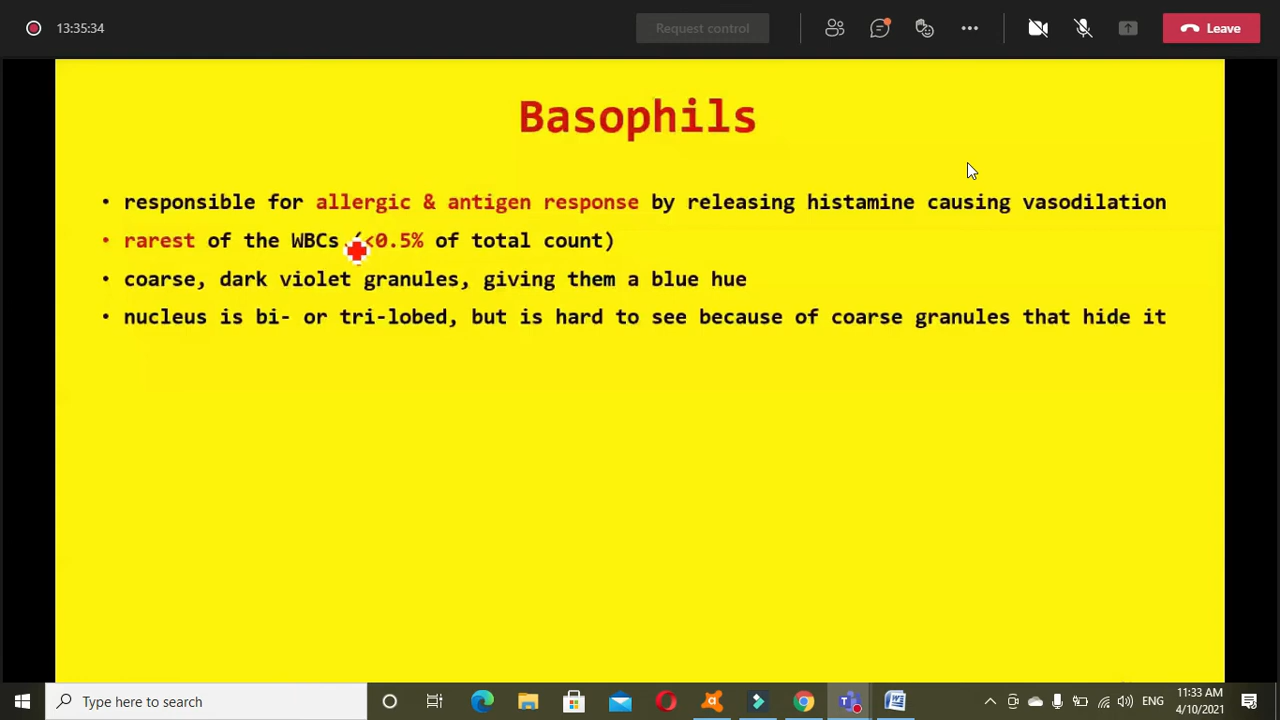 13:35:34
Request control
Leave
Basophils
• responsible for allergic & antigen response by releasing histamine causing vasodilation
• rarest of the WBCs (<0.5% of total count)
• coarse, dark violet granules, giving them a blue hue
• nucleus is bi- or tri-lobed, but is hard to see because of coarse granules that hide it
Type here to search
ENG
11:33 AM
4/10/2021